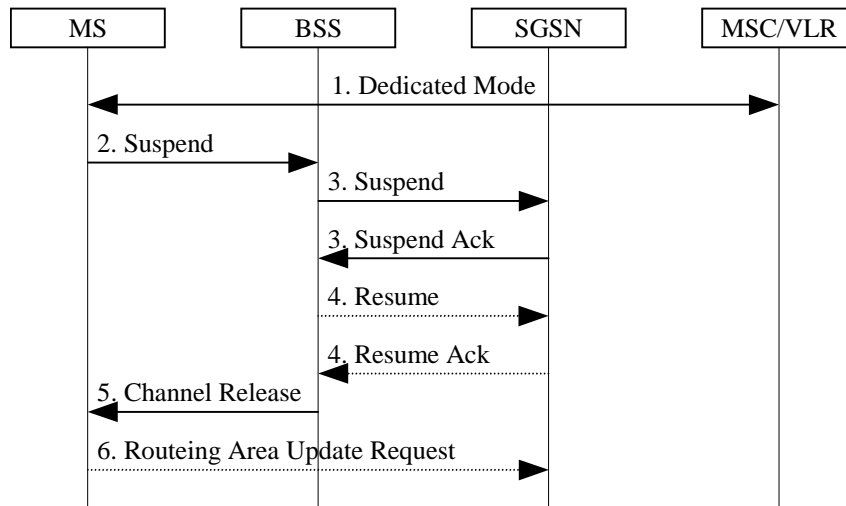 MS BSS SGSN MSC/VLR
1. Dedicated Mode
2. Suspend
3. Suspend
3. Suspend Ack
4. Resume
4. Resume Ack
5. Channel Release
6. Routeing Area Update Request